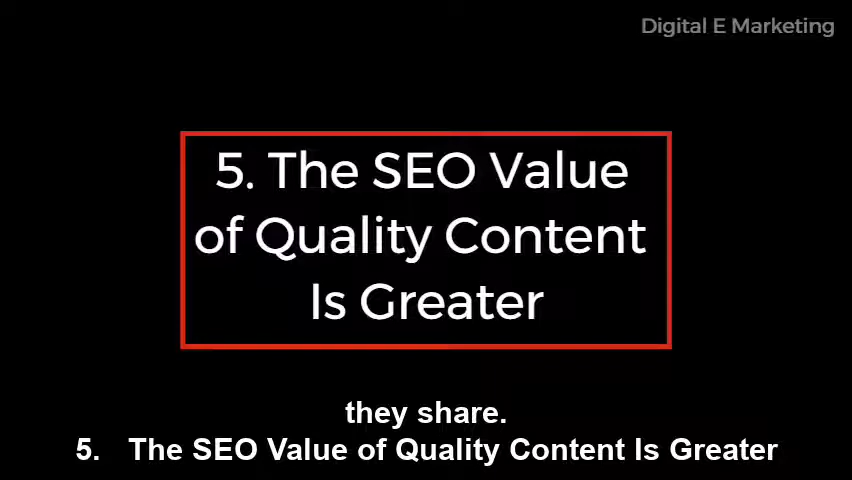 Digital E Marketing
5. The SEO Value
of Quality Content
Is Greater
they share.
5. The SEO Value of Quality Content Is Greater